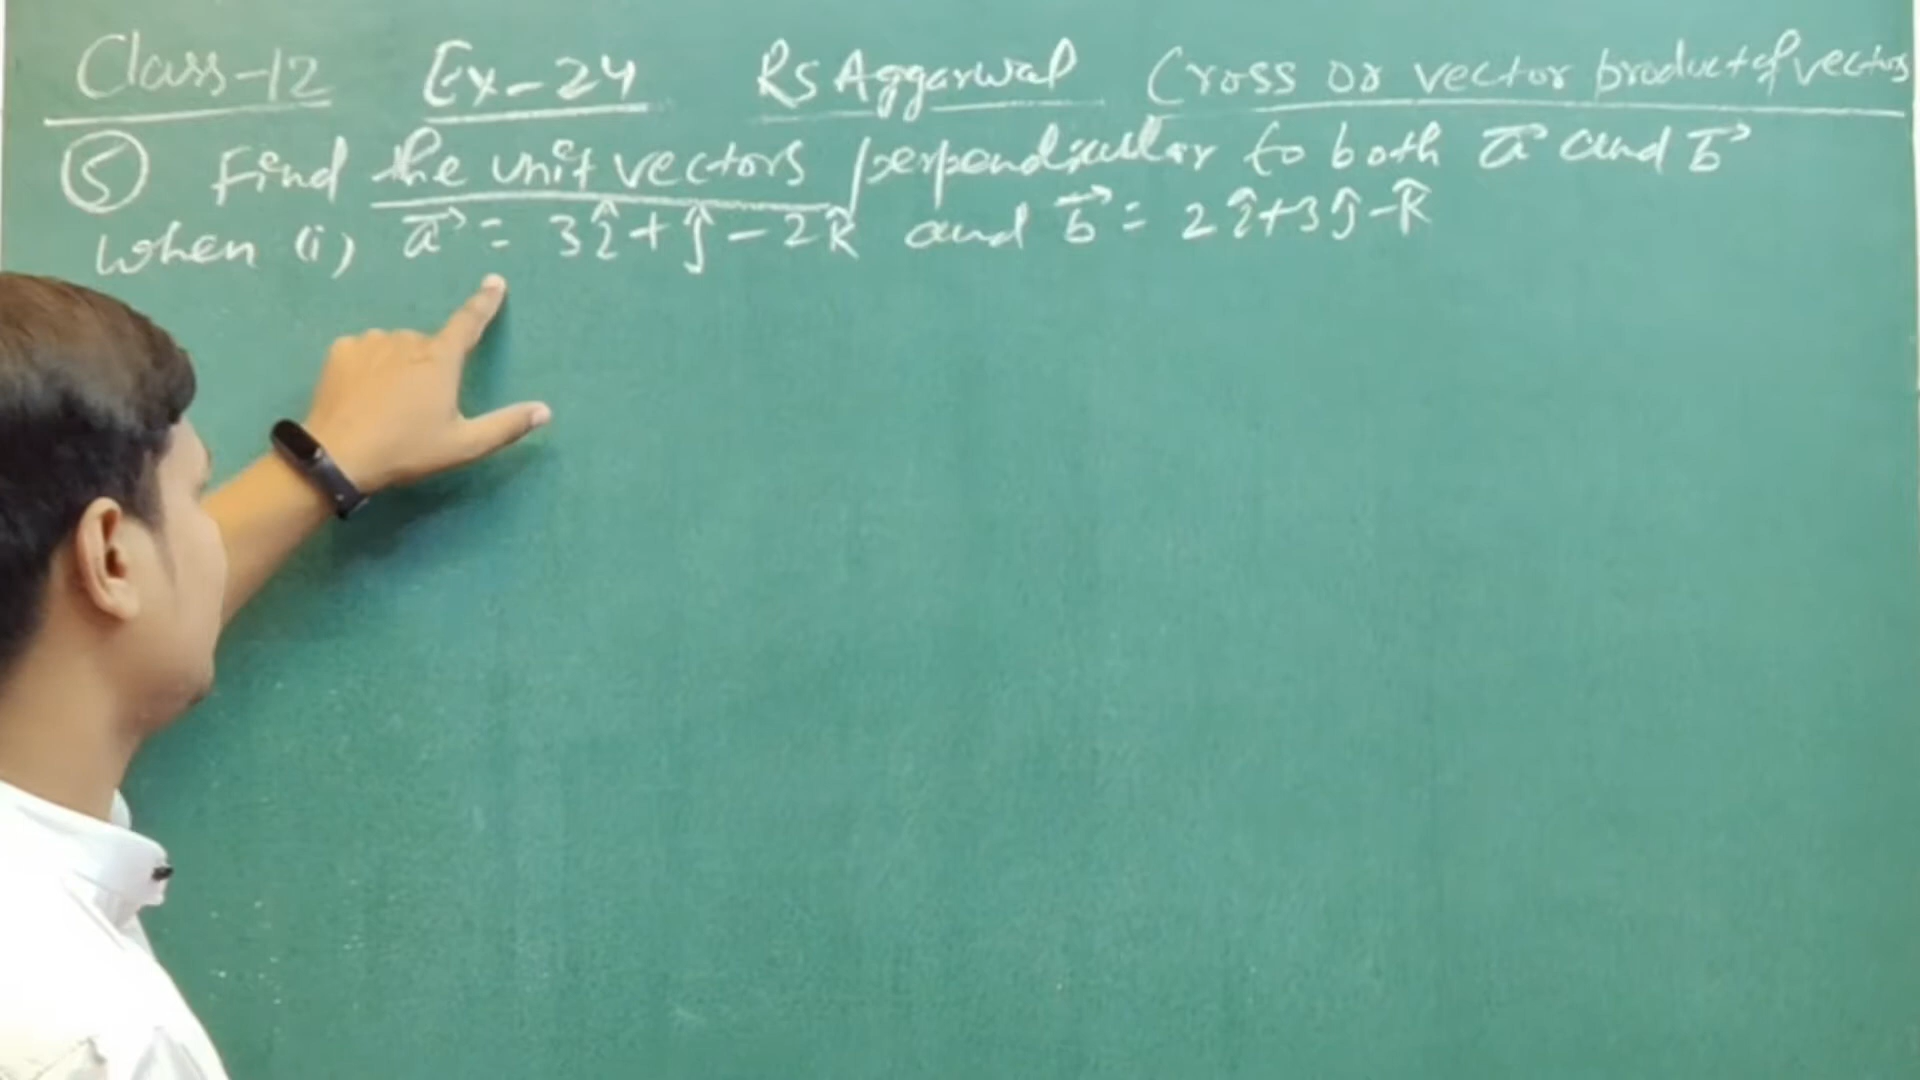 Class-12 Ex-24 RS Aggarwal Cross or vector product of vectors
⑤ Find the unit vectors perpendicular to both a⃗ and b⃗
when (i) a⃗ = 3î+ĵ-2k̂ and b⃗ = 2î+3ĵ-k̂